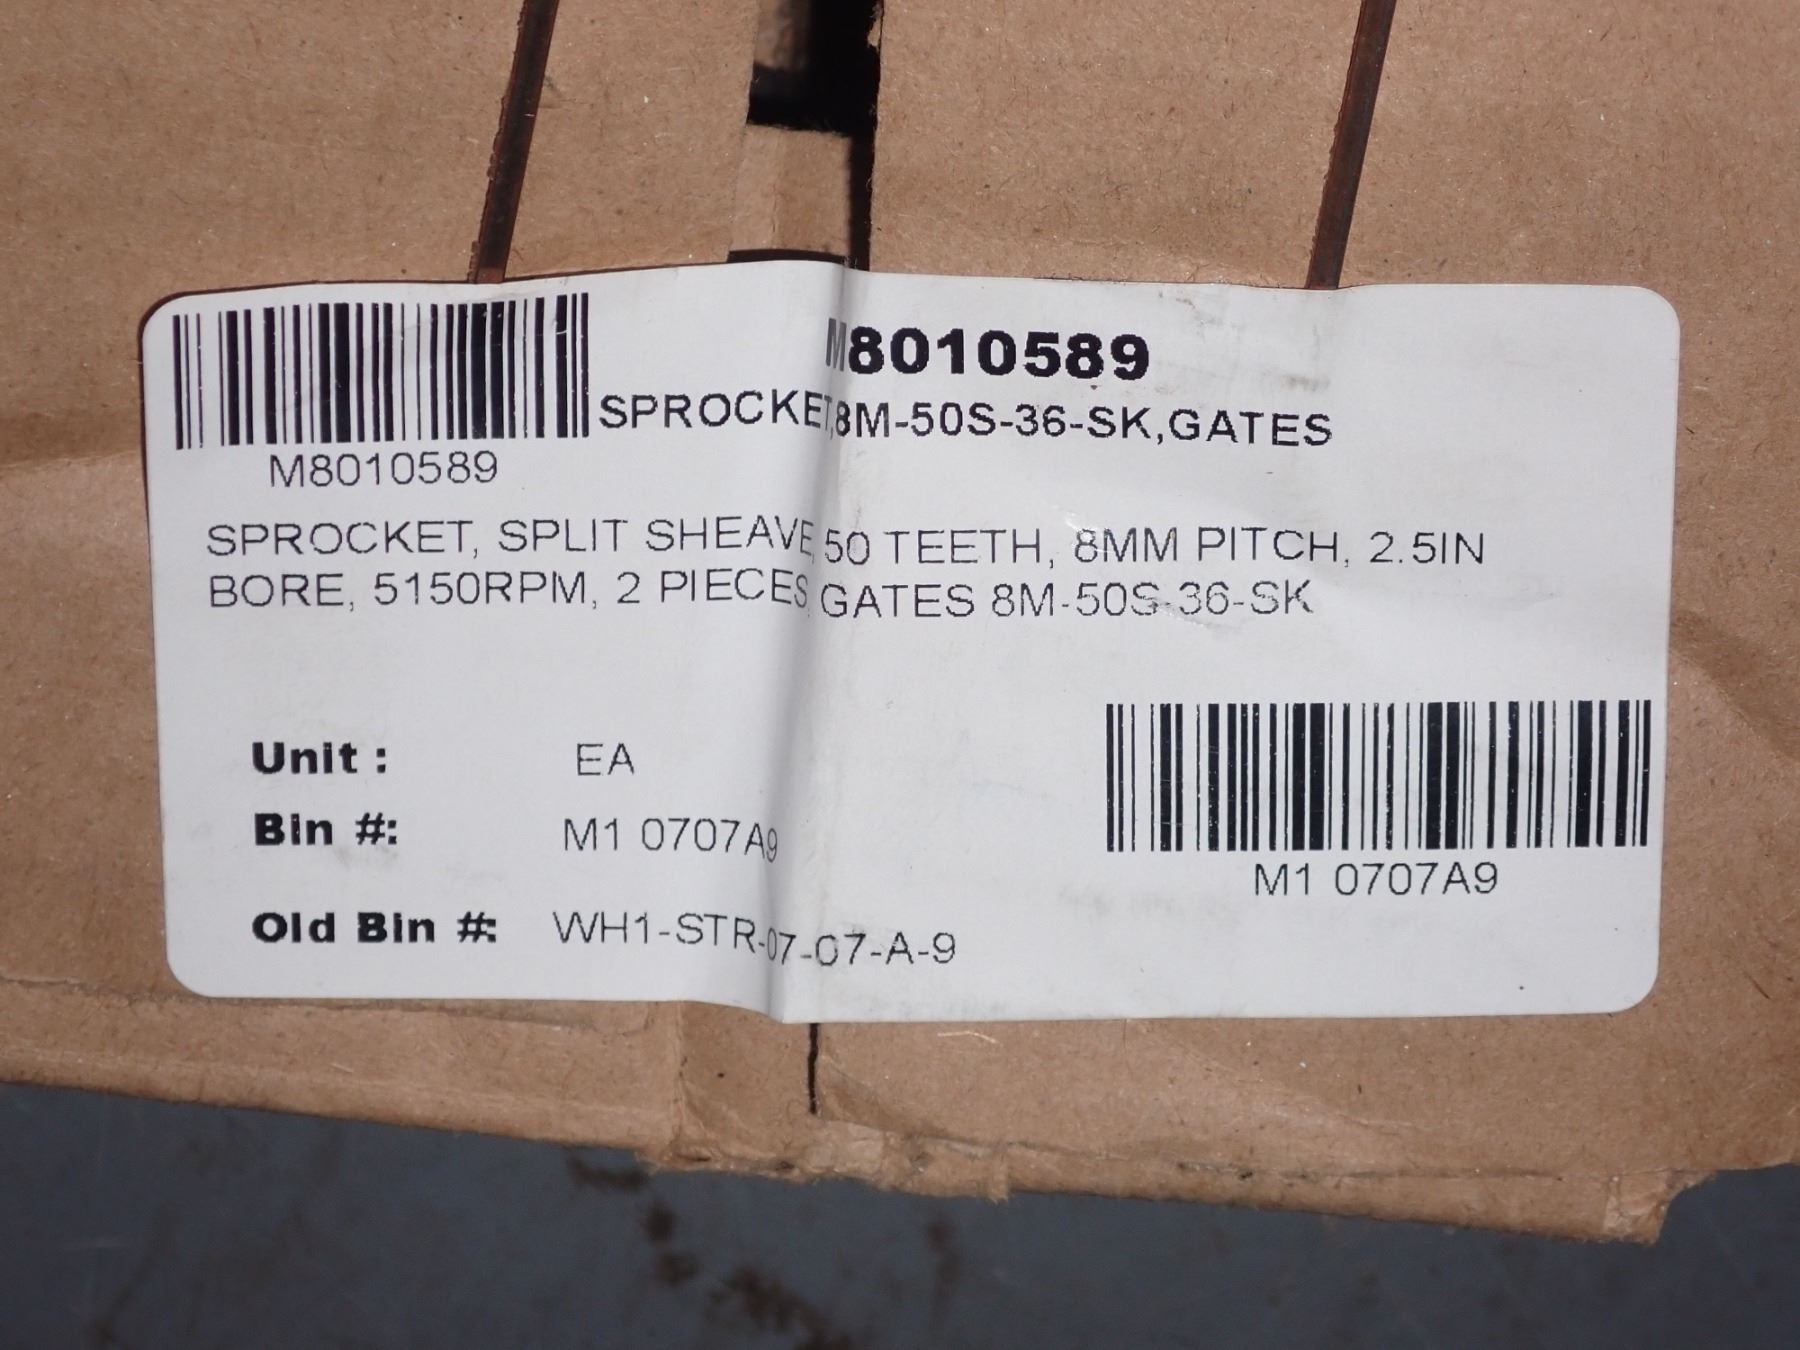 M8010589
SPROCKET,8M-50S-36-SK,GATES
M8010589
SPROCKET, SPLIT SHEAVE, 50 TEETH, 8MM PITCH, 2.5IN
BORE, 5150RPM, 2 PIECES, GATES 8M-50S-36-SK
Unit : EA
Bin #: M1 0707A9
M1 0707A9
Old Bin #: WH1-STR-07-07-A-9